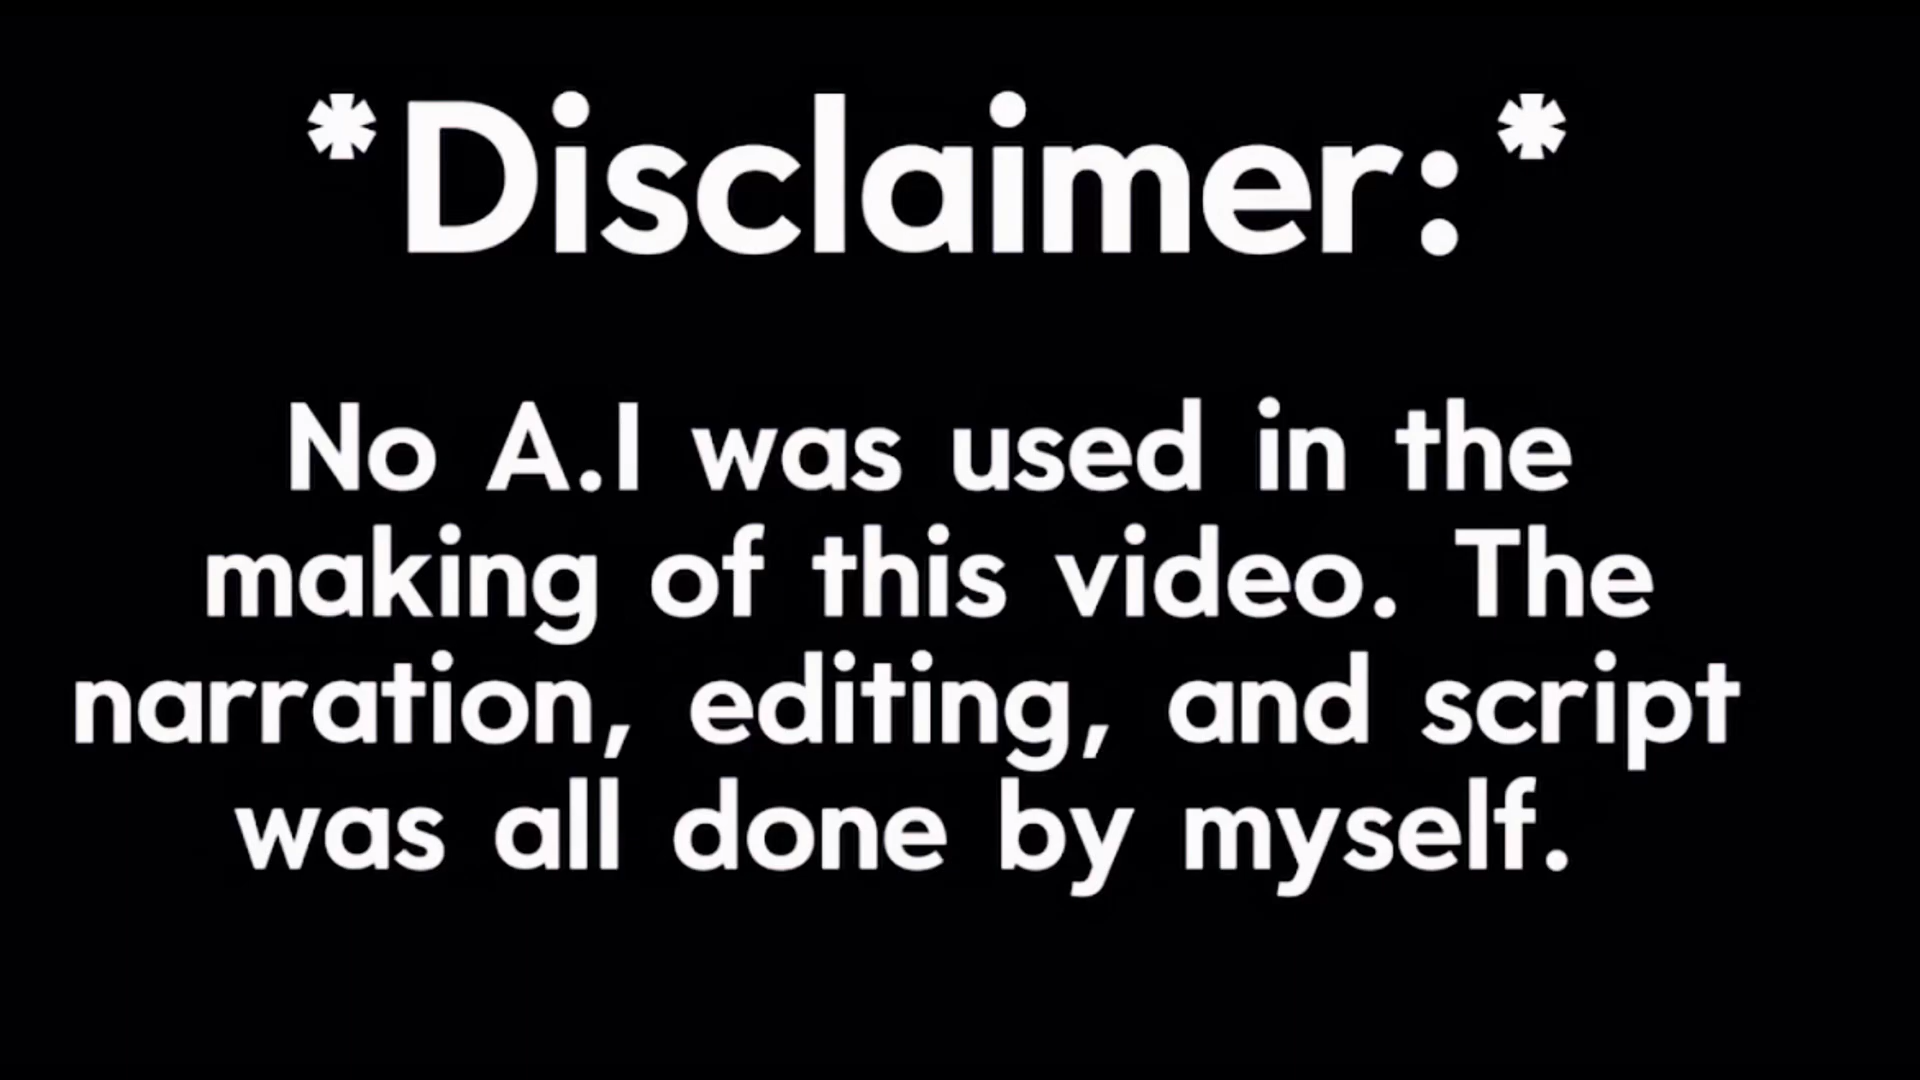 *Disclaimer:*
No A.I was used in the
making of this video. The
narration, editing, and script
was all done by myself.